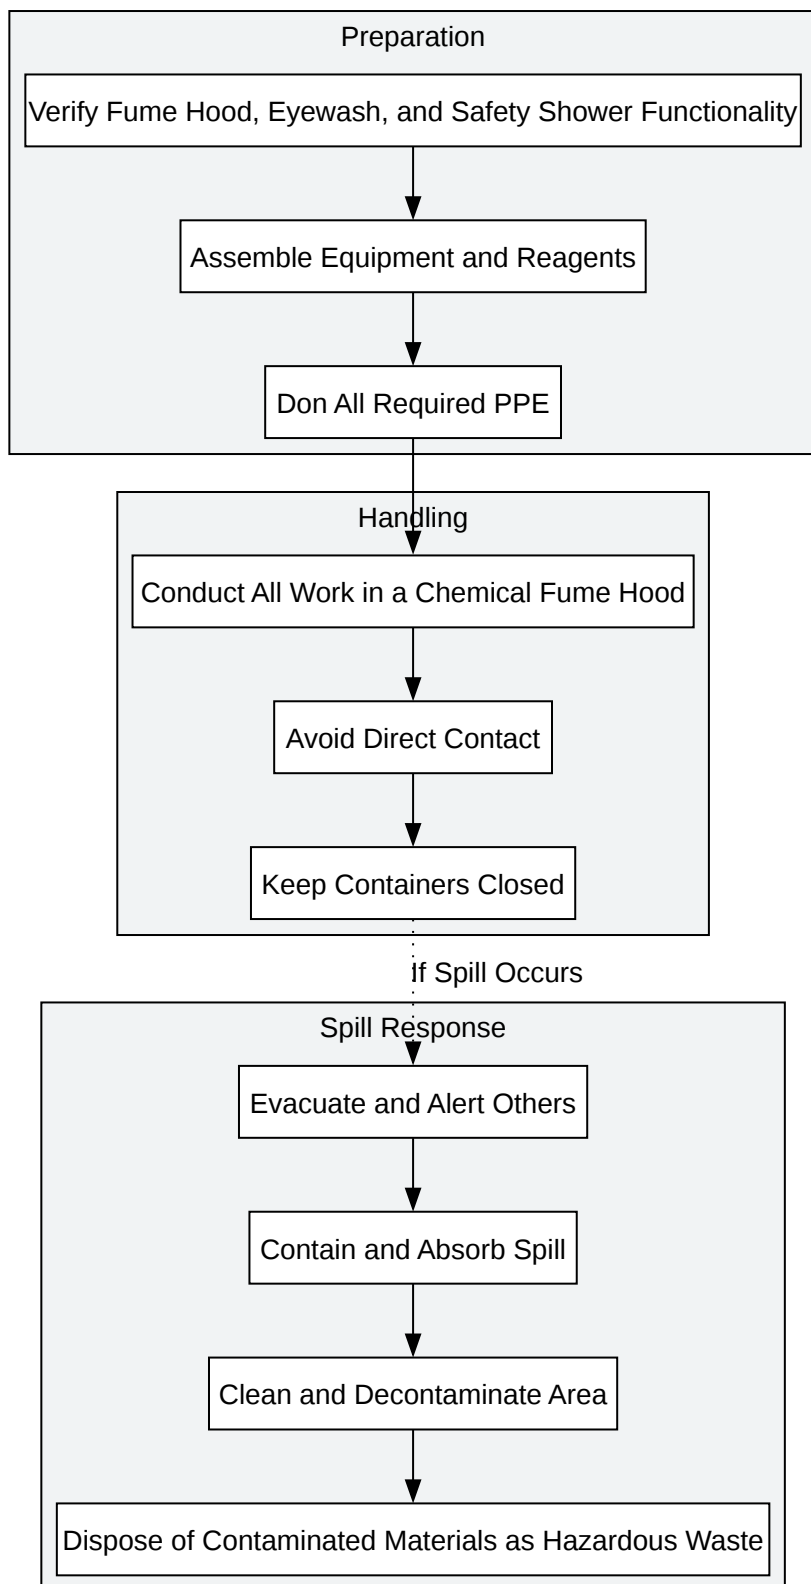 Preparation
Verify Fume Hood, Eyewash, and Safety Shower Functionality
Assemble Equipment and Reagents
Don All Required PPE
Handling
Conduct All Work in a Chemical Fume Hood
Avoid Direct Contact
Keep Containers Closed
If Spill Occurs
Spill Response
Evacuate and Alert Others
Contain and Absorb Spill
Clean and Decontaminate Area
Dispose of Contaminated Materials as Hazardous Waste